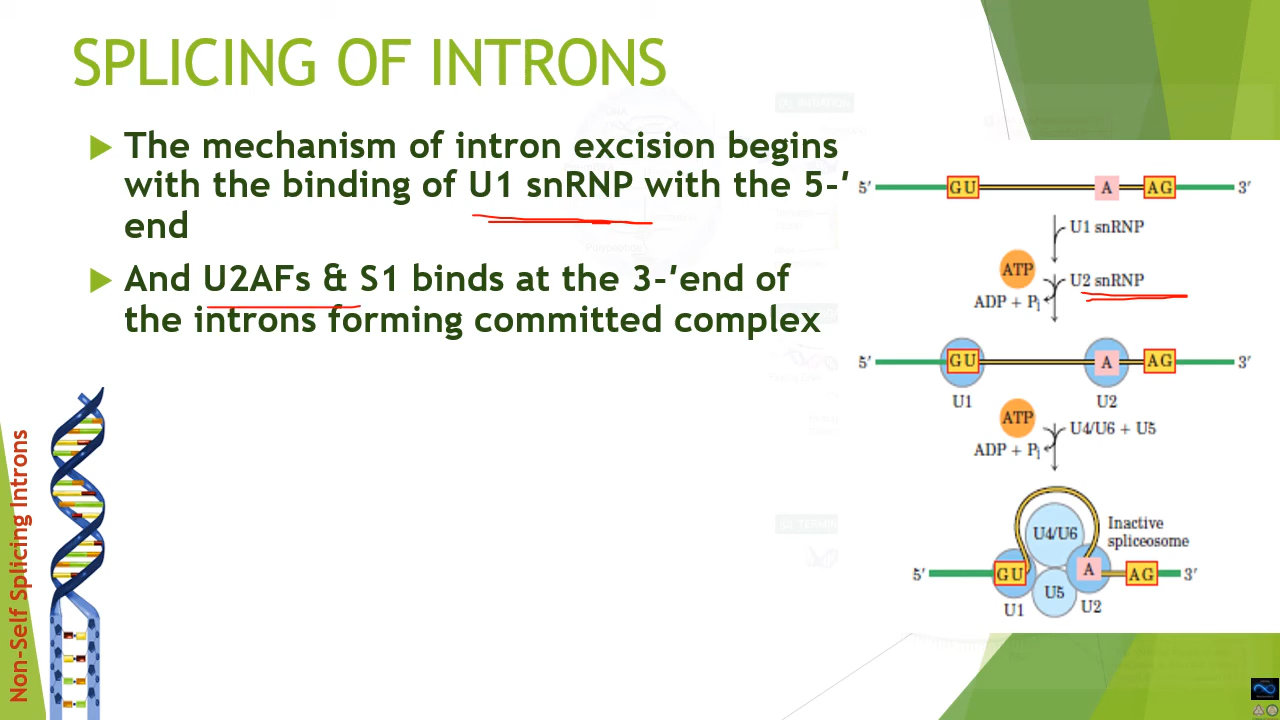 SPLICING OF INTRONS
The mechanism of intron excision begins
with the binding of U1 snRNP with the 5-′
end
And U2AFs & S1 binds at the 3-′end of
the introns forming committed complex
Non-Self Splicing Introns
5′ GU A AG 3′
U1 snRNP
ATP
U2 snRNP
ADP + Pi
5′ GU A AG 3′
U1 U2
ATP
U4/U6 + U5
ADP + Pi
Inactive
spliceosome
U4/U6
5′ GU A AG 3′
U5
U1 U2